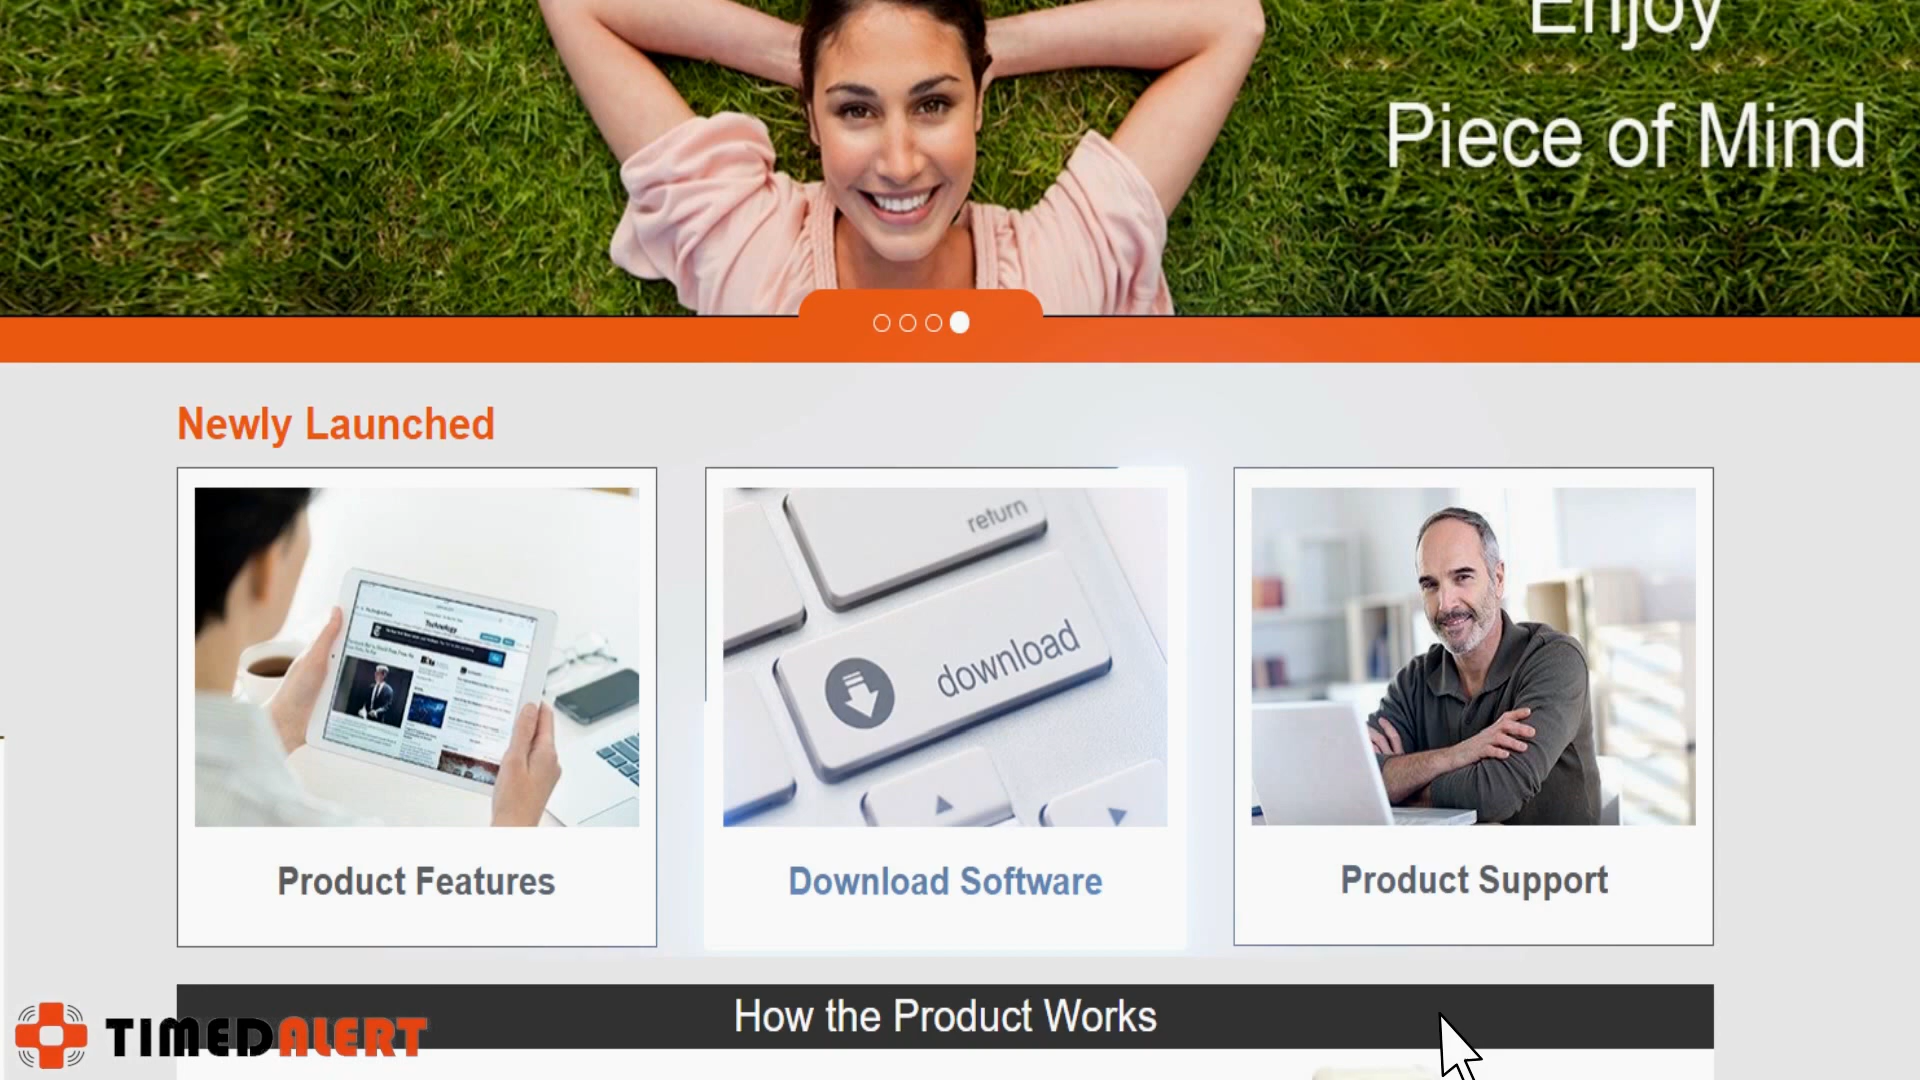 Enjoy
Piece of Mind
Newly Launched
return
download
Technology
Product Features
Download Software
Product Support
How the Product Works
TIMEDALERT